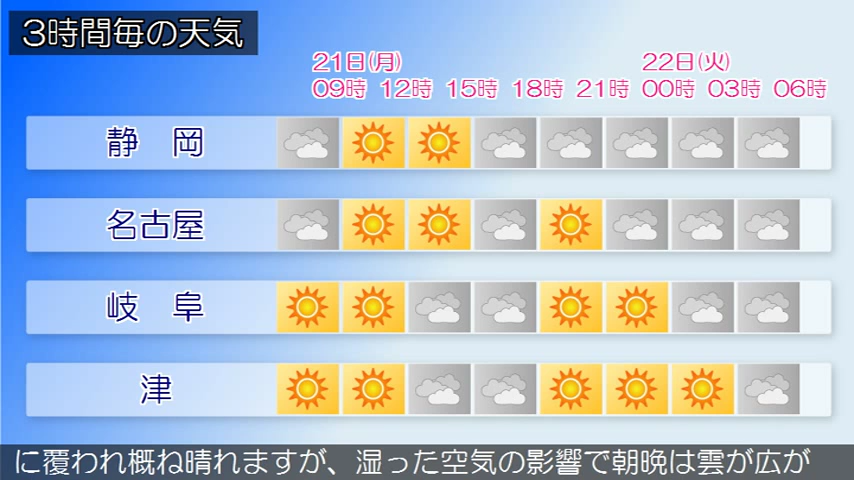 3時間毎の天気
21日(月) 22日(火)
09時 12時 15時 18時 21時 00時 03時 06時
静 岡
名古屋
岐 阜
津
に覆われ概ね晴れますが、湿った空気の影響で朝晩は雲が広が